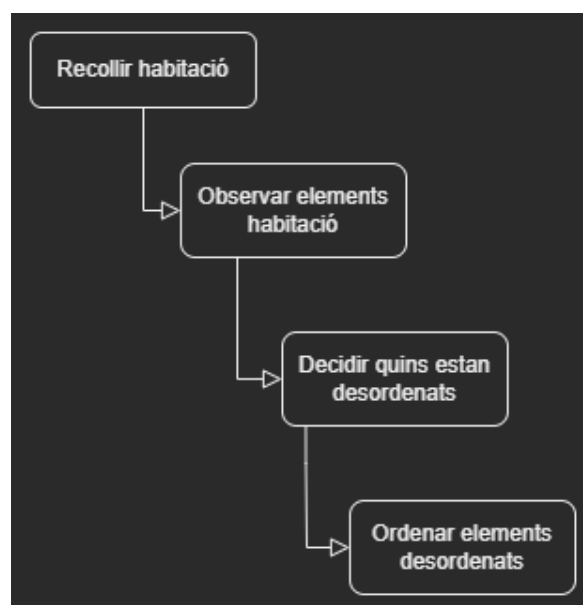 Recollir habitació
Observar elements
habitació
Decidir quins estan
desordenats
Ordenar elements
desordenats